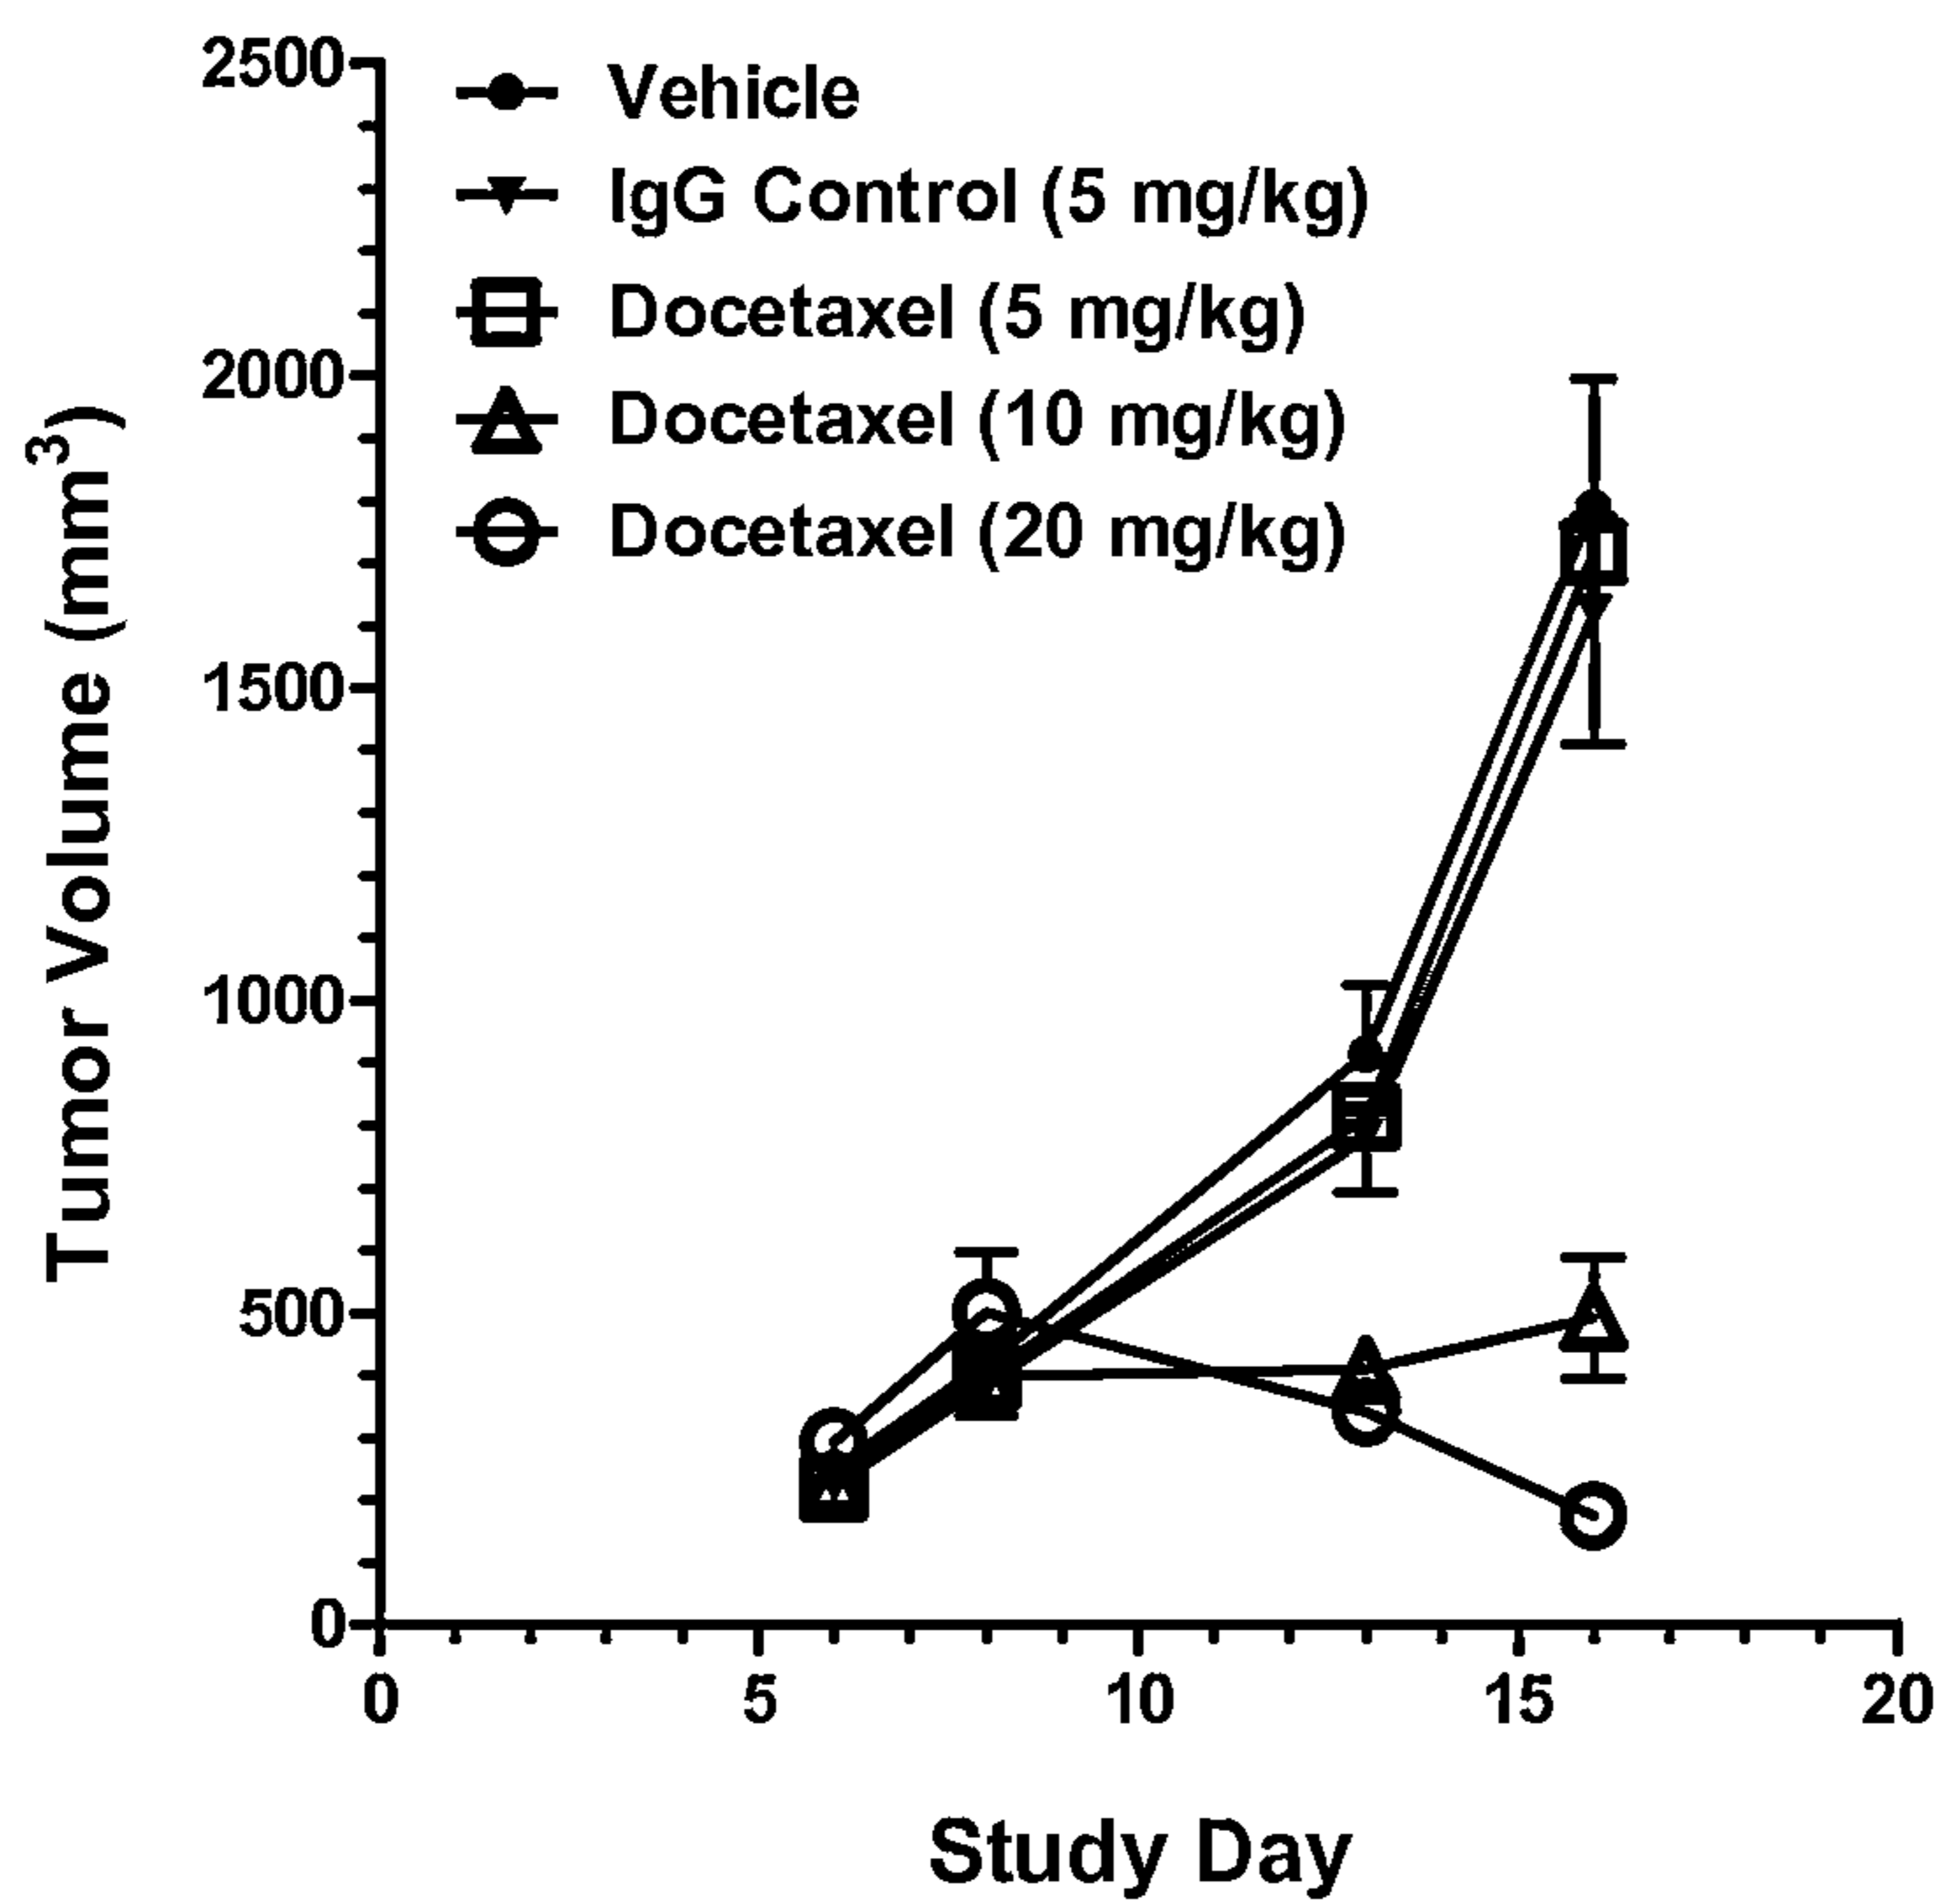 2500
2000
1500
1000
500
0
Tumor Volume (mm³)
Vehicle
IgG Control (5 mg/kg)
Docetaxel (5 mg/kg)
Docetaxel (10 mg/kg)
Docetaxel (20 mg/kg)
0 5 10 15 20
Study Day